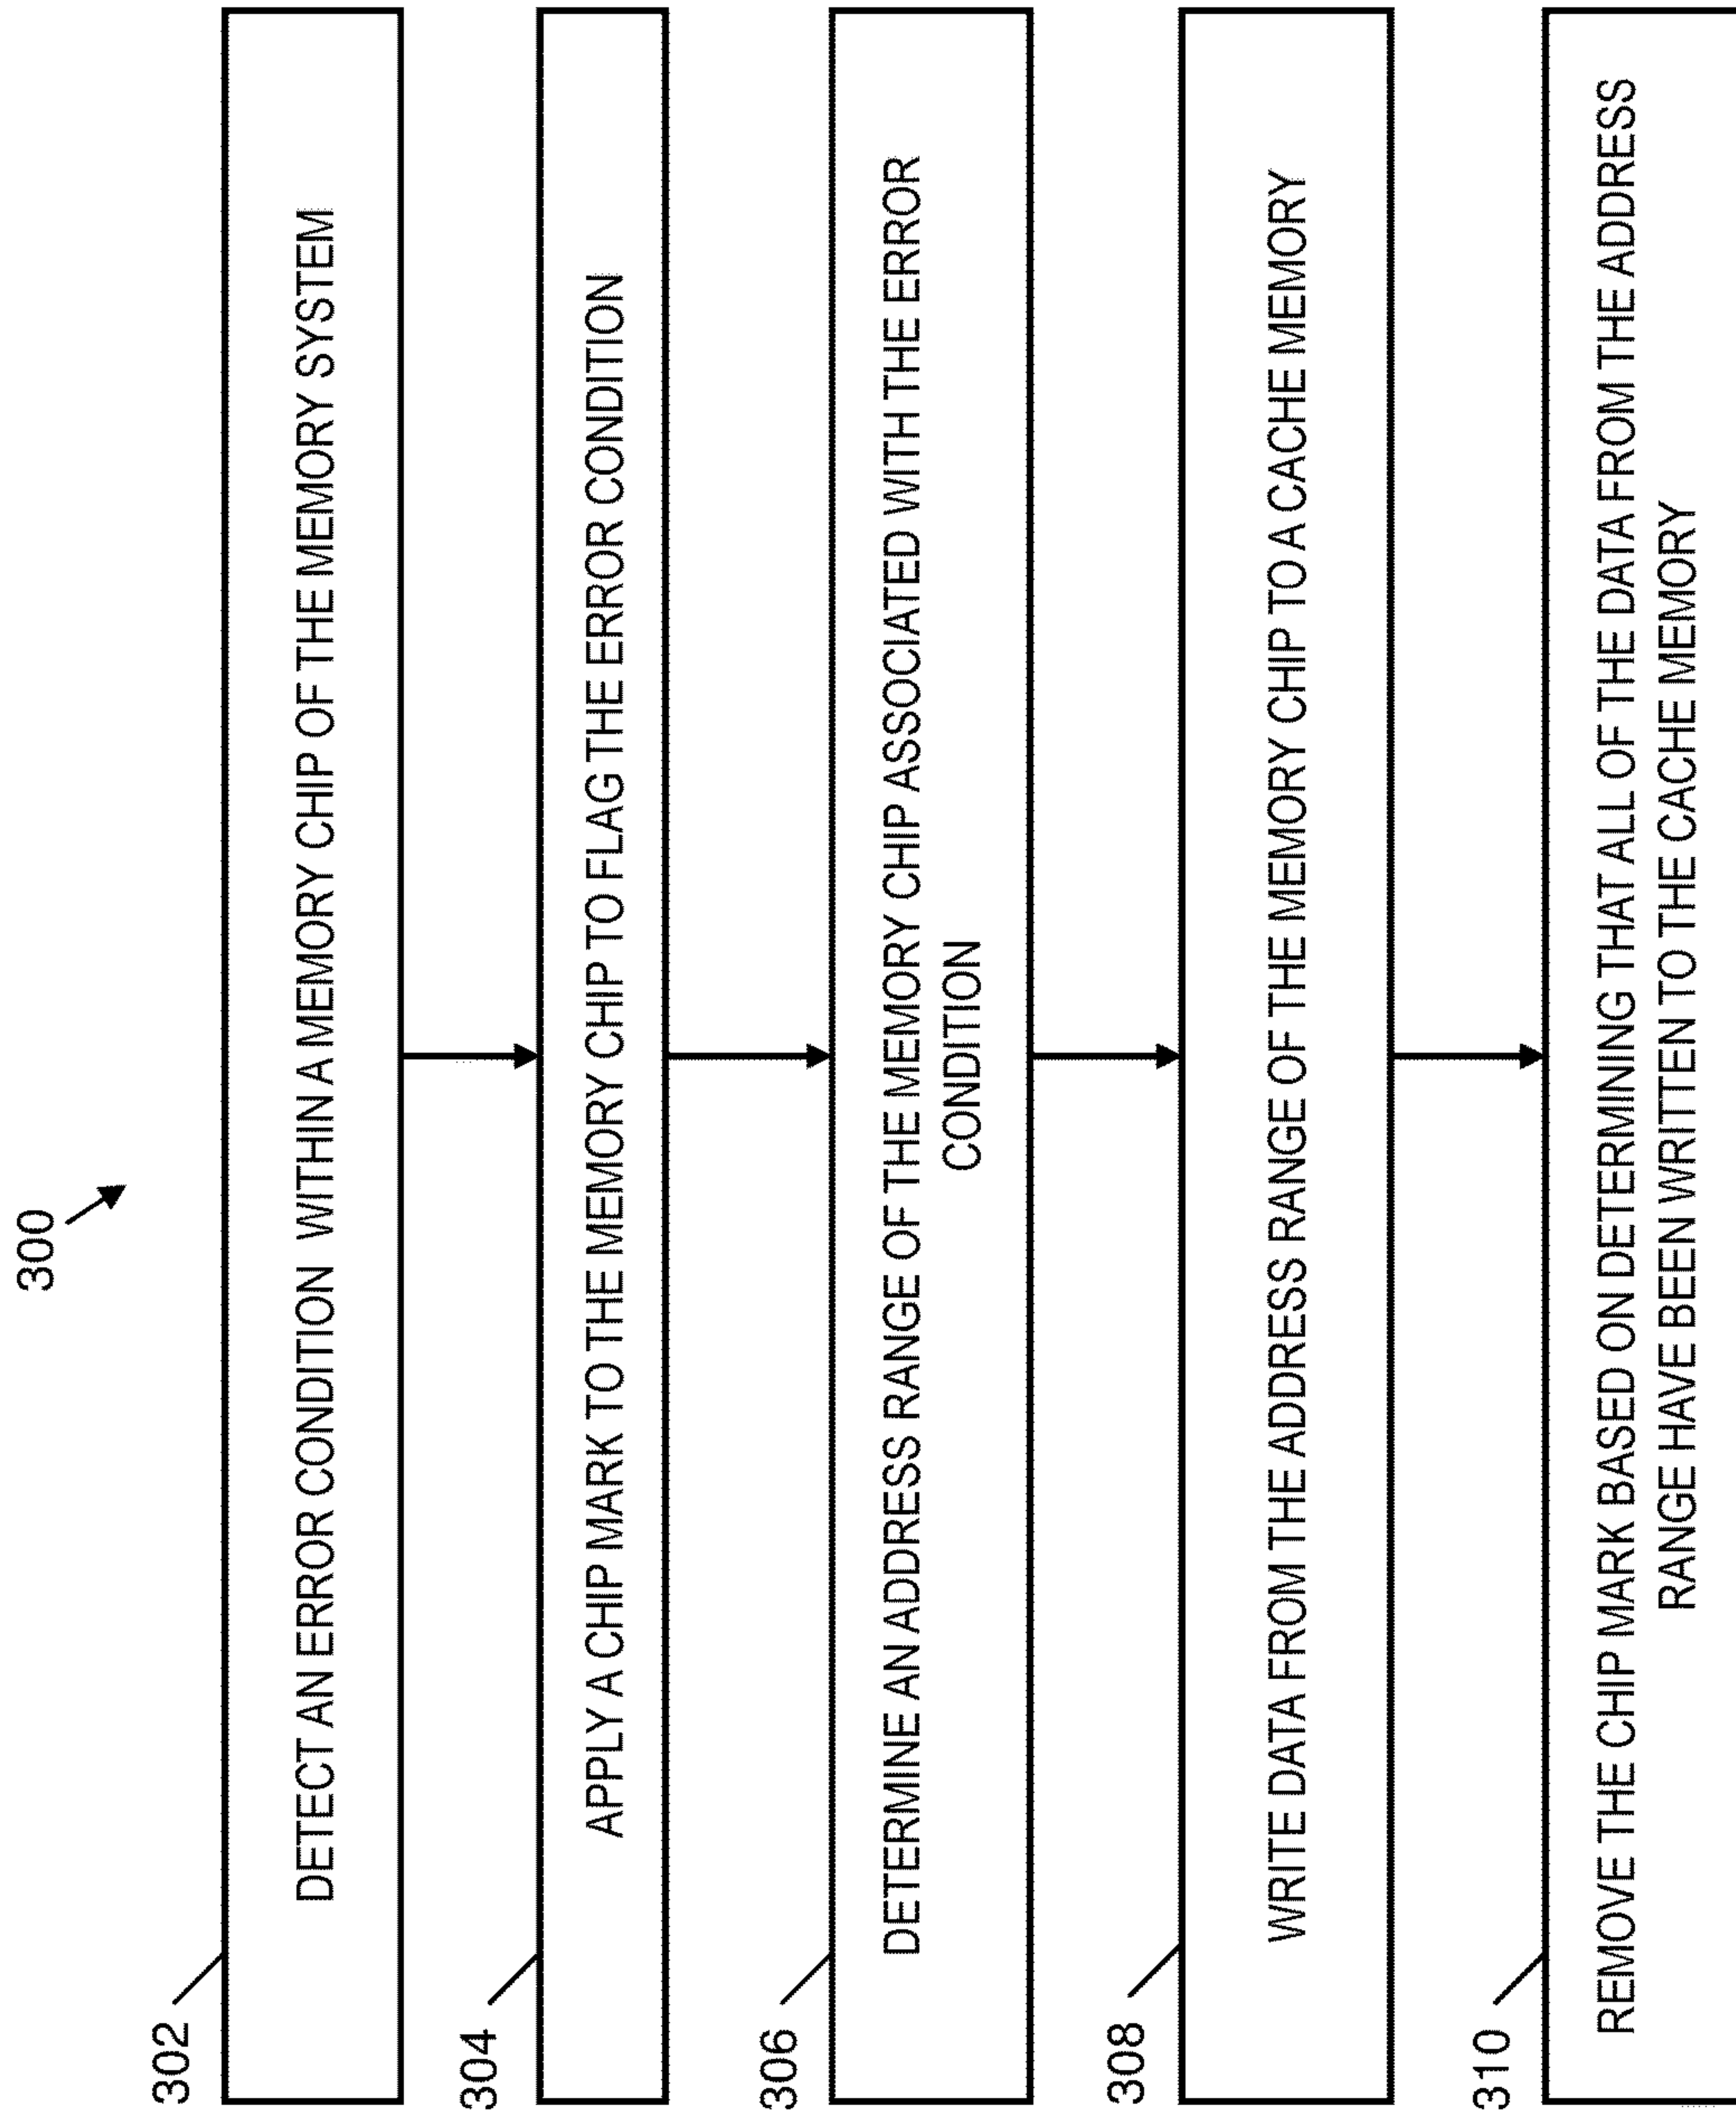 300
302
DETECT AN ERROR CONDITION WITHIN A MEMORY CHIP OF THE MEMORY SYSTEM
304
APPLY A CHIP MARK TO THE MEMORY CHIP TO FLAG THE ERROR CONDITION
306
DETERMINE AN ADDRESS RANGE OF THE MEMORY CHIP ASSOCIATED WITH THE ERROR
CONDITION
308
WRITE DATA FROM THE ADDRESS RANGE OF THE MEMORY CHIP TO A CACHE MEMORY
310
REMOVE THE CHIP MARK BASED ON DETERMINING THAT ALL OF THE DATA FROM THE ADDRESS
RANGE HAVE BEEN WRITTEN TO THE CACHE MEMORY